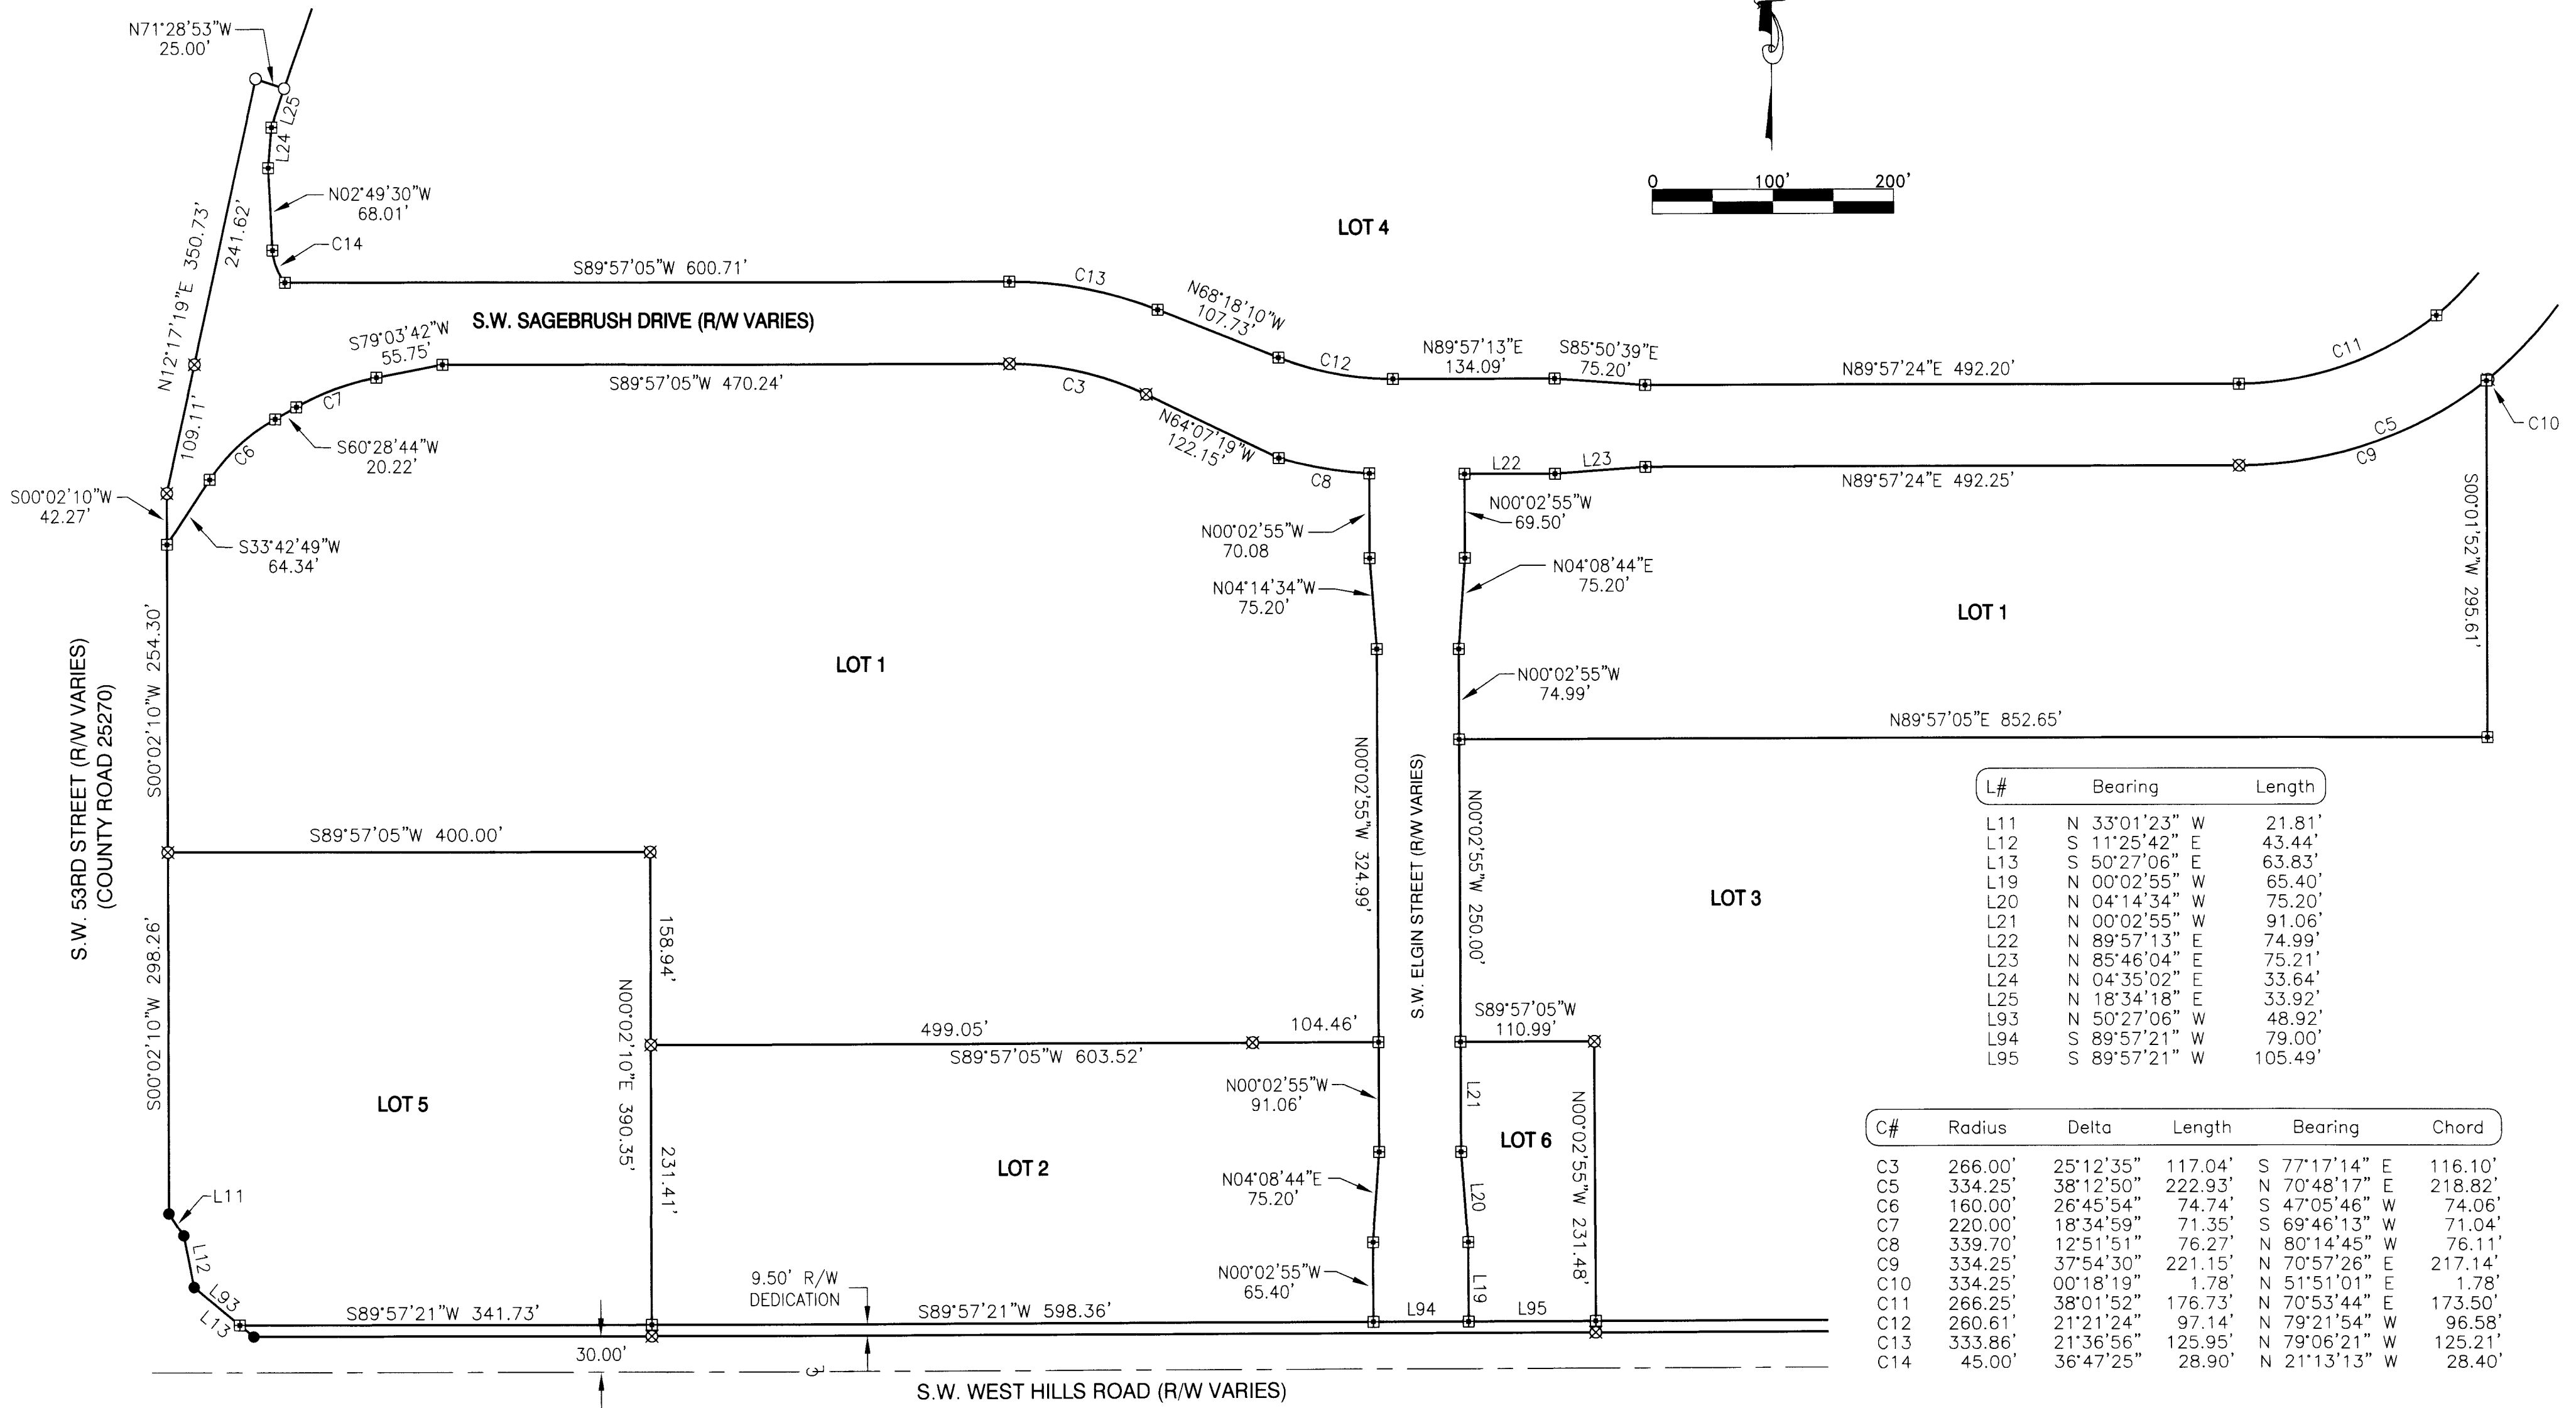 N71°28'53"W
25.00'
L25
L24
N02°49'30"W
68.01'
C14
N12°17'19"E 350.73'
241.62'
109.11'
0 100' 200'
LOT 4
S89°57'05"W 600.71'
C13
N68°18'10"W
107.73'
C12
N89°57'13"E
134.09'
S85°50'39"E
75.20'
N89°57'24"E 492.20'
C11
S.W. SAGEBRUSH DRIVE (R/W VARIES)
S79°03'42"W
55.75'
S89°57'05"W 470.24'
C3
N64°07'19"W
122.15'
C8
C7
C6
S60°28'44"W
20.22'
S00°02'10"W
42.27'
S33°42'49"W
64.34'
L22
L23
N89°57'24"E 492.25'
C5
C9
C10
N00°02'55"W
70.08
N00°02'55"W
69.50'
N04°14'34"W
75.20'
N04°08'44"E
75.20'
S00°01'52"W 295.61'
LOT 1
LOT 1
N00°02'55"W
74.99'
N89°57'05"E 852.65'
S.W. 53RD STREET (R/W VARIES)
(COUNTY ROAD 25270)
S00°02'10"W 254.30'
S89°57'05"W 400.00'
N00°02'55"W 324.99'
S.W. ELGIN STREET (R/W VARIES)
N00°02'55"W 250.00'
LOT 3
S00°02'10"W 298.26'
158.94'
N00°02'10"E 390.35'
231.41'
499.05'
104.46'
S89°57'05"W 603.52'
S89°57'05"W
110.99'
N00°02'55"W
91.06'
L21
LOT 5
LOT 2
LOT 6
N00°02'55"W 231.48'
N04°08'44"E
75.20'
L20
L11
L12
L93
L13
N00°02'55"W
65.40'
L19
9.50' R/W
DEDICATION
S89°57'21"W 341.73'
S89°57'21"W 598.36'
L94
L95
30.00'
S.W. WEST HILLS ROAD (R/W VARIES)
L# Bearing Length
L11 N 33°01'23" W 21.81'
L12 S 11°25'42" E 43.44'
L13 S 50°27'06" E 63.83'
L19 N 00°02'55" W 65.40'
L20 N 04°14'34" W 75.20'
L21 N 00°02'55" W 91.06'
L22 N 89°57'13" E 74.99'
L23 N 85°46'04" E 75.21'
L24 N 04°35'02" E 33.64'
L25 N 18°34'18" E 33.92'
L93 N 50°27'06" W 48.92'
L94 S 89°57'21" W 79.00'
L95 S 89°57'21" W 105.49'
C# Radius Delta Length Bearing Chord
C3 266.00' 25°12'35" 117.04' S 77°17'14" E 116.10'
C5 334.25' 38°12'50" 222.93' N 70°48'17" E 218.82'
C6 160.00' 26°45'54" 74.74' S 47°05'46" W 74.06'
C7 220.00' 18°34'59" 71.35' S 69°46'13" W 71.04'
C8 339.70' 12°51'51" 76.27' N 80°14'45" W 76.11'
C9 334.25' 37°54'30" 221.15' N 70°57'26" E 217.14'
C10 334.25' 00°18'19" 1.78' N 51°51'01" E 1.78'
C11 266.25' 38°01'52" 176.73' N 70°53'44" E 173.50'
C12 260.61' 21°21'24" 97.14' N 79°21'54" W 96.58'
C13 333.86' 21°36'56" 125.95' N 79°06'21" W 125.21'
C14 45.00' 36°47'25" 28.90' N 21°13'13" W 28.40'